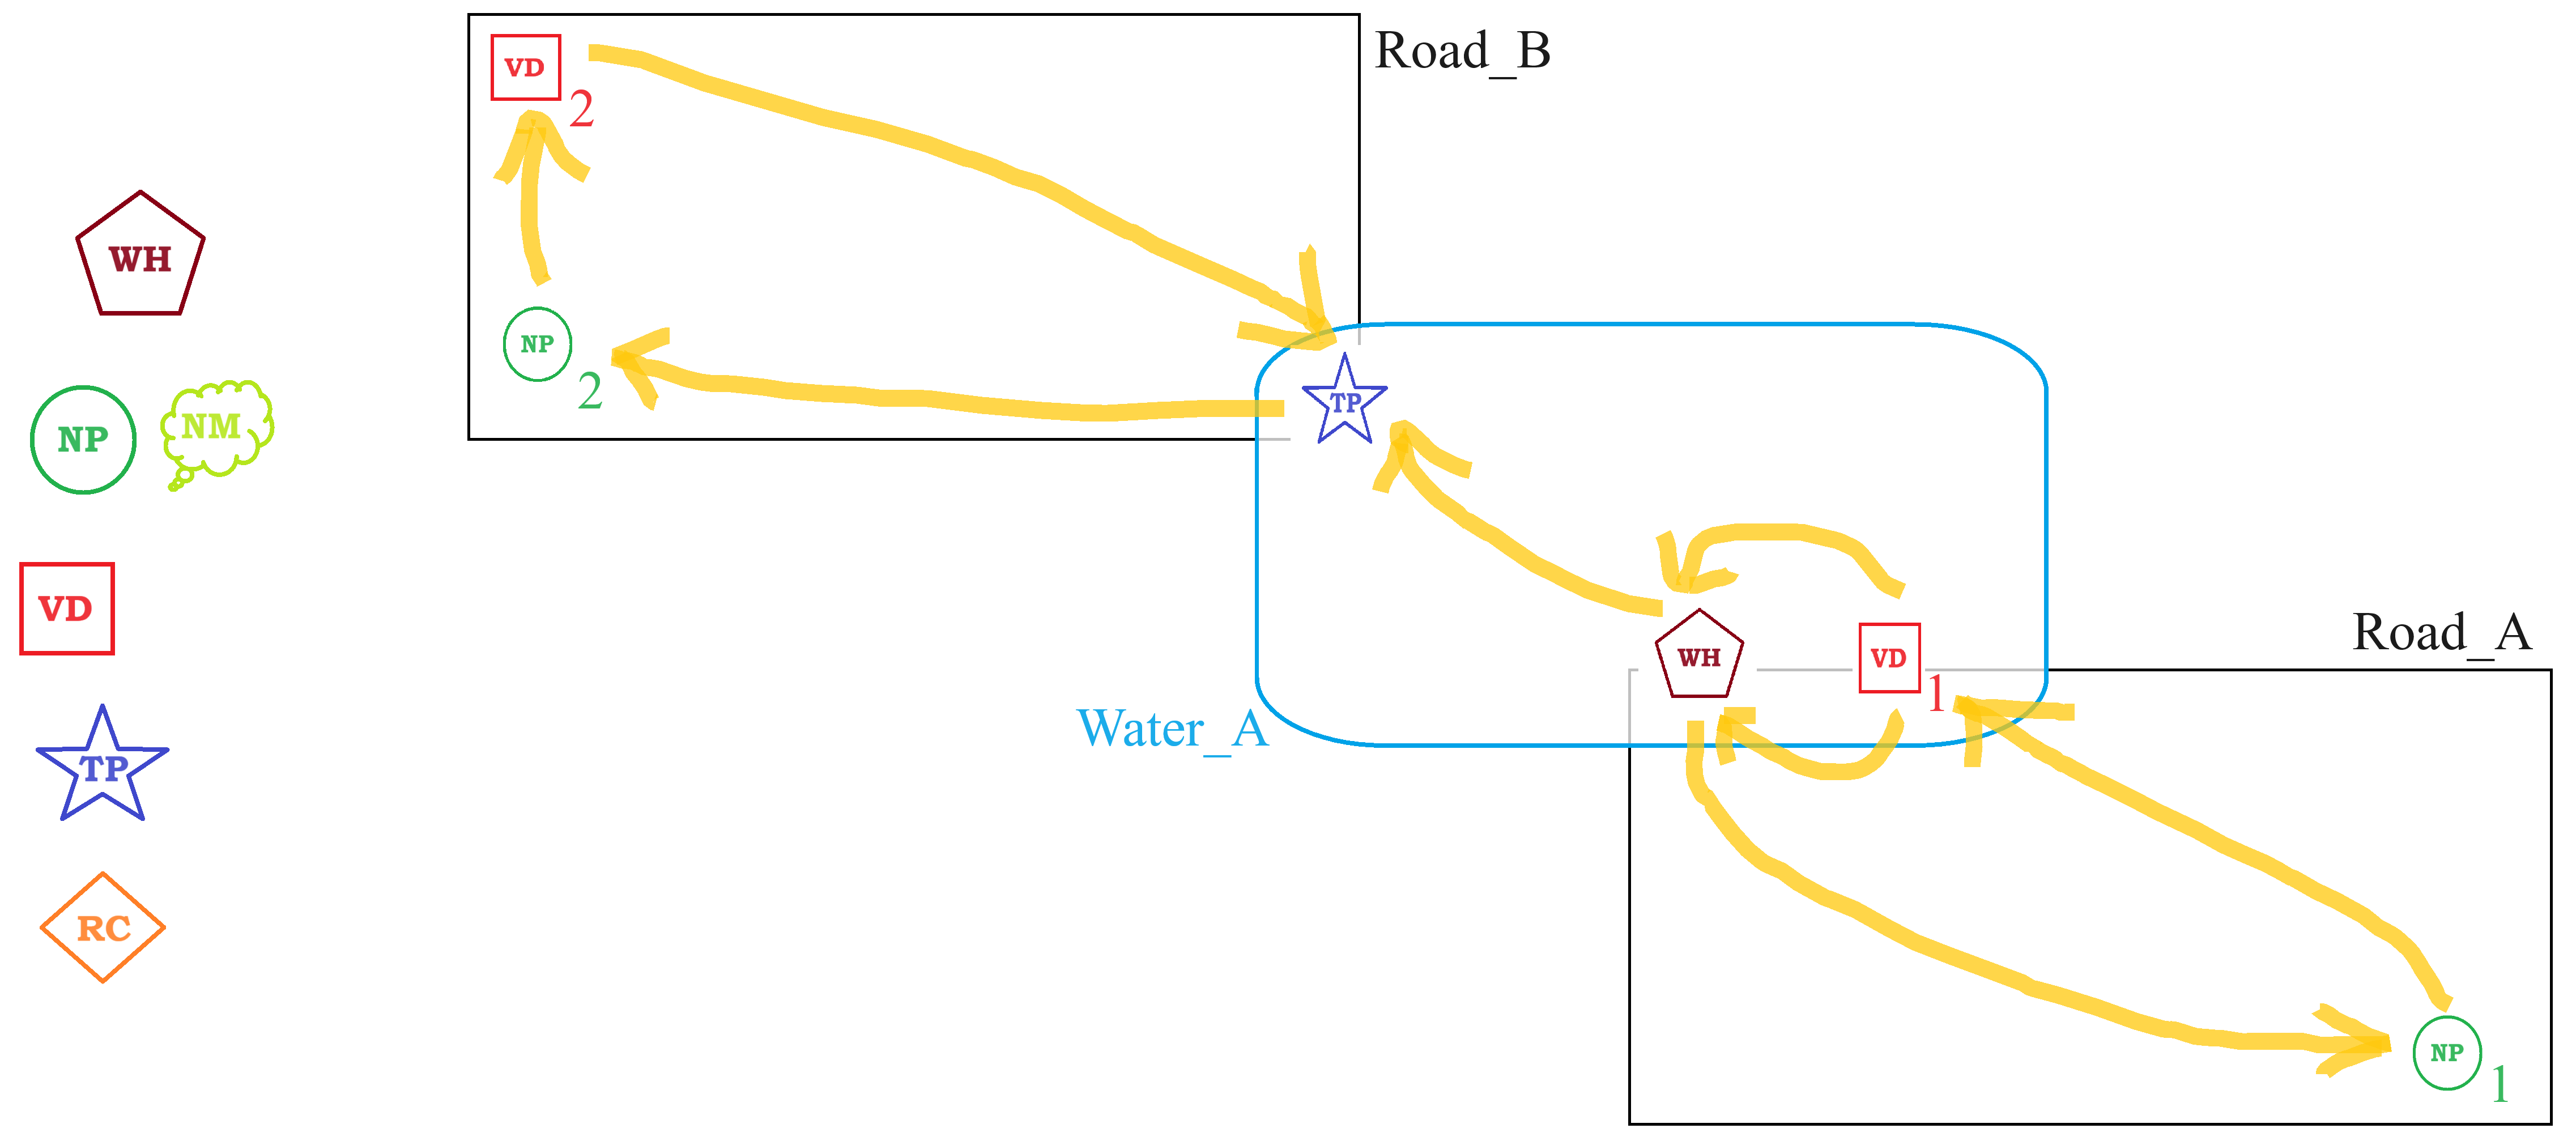 WH
NP NM
VD
TP
RC
VD 2
Road_B
NP 2
TP
WH
VD 1
Road_A
Water_A
NP 1